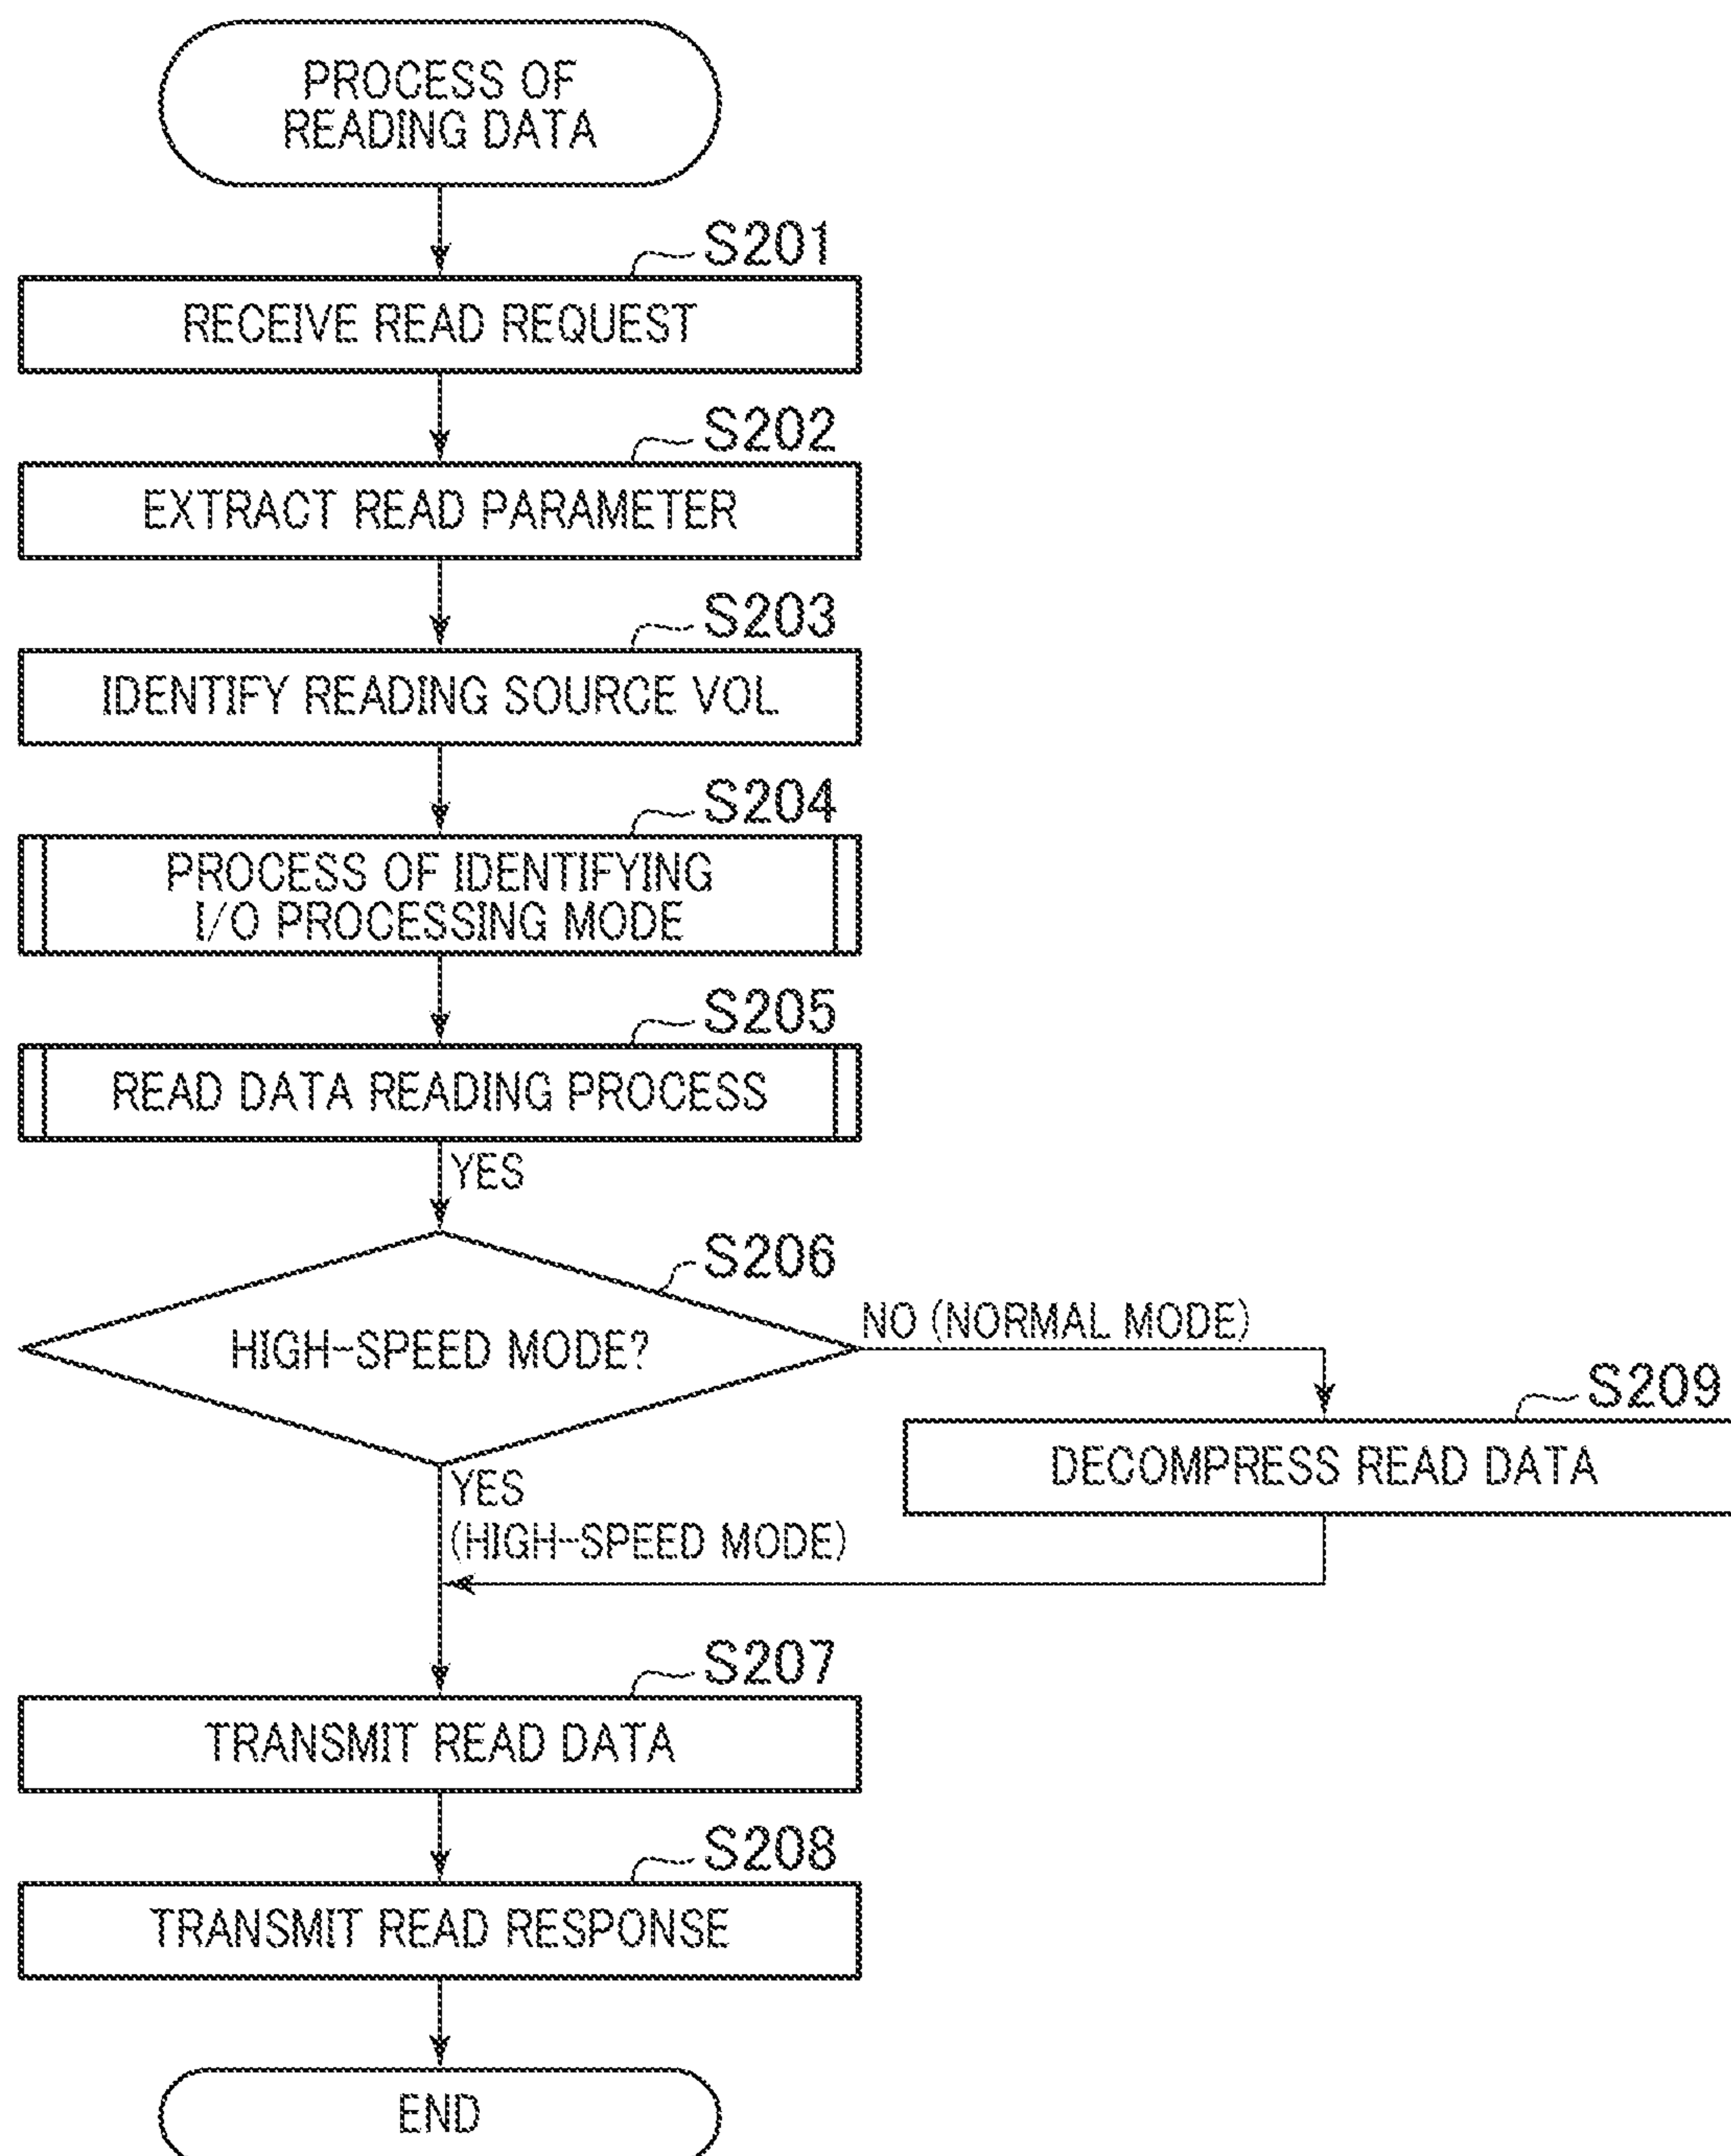 PROCESS OF
READING DATA
S201
RECEIVE READ REQUEST
S202
EXTRACT READ PARAMETER
S203
IDENTIFY READING SOURCE VOL.
S204
PROCESS OF IDENTIFYING
I/O PROCESSING MODE
S205
READ DATA READING PROCESS
YES
S206
HIGH-SPEED MODE?
NO (NORMAL MODE)
S209
DECOMPRESS READ DATA
YES
(HIGH-SPEED MODE)
S207
TRANSMIT READ DATA
S208
TRANSMIT READ RESPONSE
END